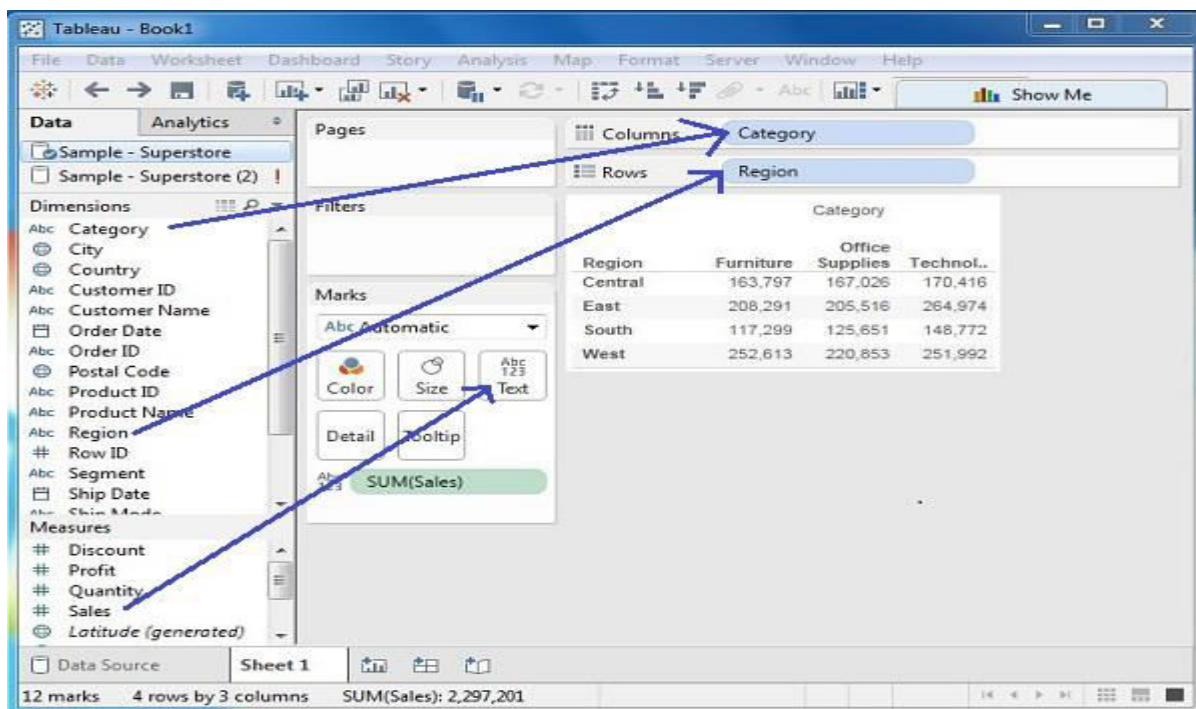 Tableau - Book1
File Data Worksheet Dashboard Story Analysis Map Format Server Window Help
Abc Show Me
Data Analytics
Sample - Superstore
Sample - Superstore (2) !
Dimensions
Abc Category
City
Country
Abc Customer ID
Abc Customer Name
Order Date
Abc Order ID
Postal Code
Abc Product ID
Abc Product Name
Abc Region
# Row ID
Abc Segment
Ship Date
Abc Ship Mode
Measures
# Discount
# Profit
# Quantity
# Sales
Latitude (generated)
Pages
Filters
Marks
Abc Automatic
Color Size Abc 123 Text
Detail Tooltip
Abc 123 SUM(Sales)
Columns Category
Rows Region
Category
Region Furniture Office Supplies Technol..
Central 163,797 167,026 170,416
East 208,291 205,516 264,974
South 117,299 125,651 148,772
West 252,613 220,853 251,992
Data Source Sheet 1
12 marks 4 rows by 3 columns SUM(Sales): 2,297,201